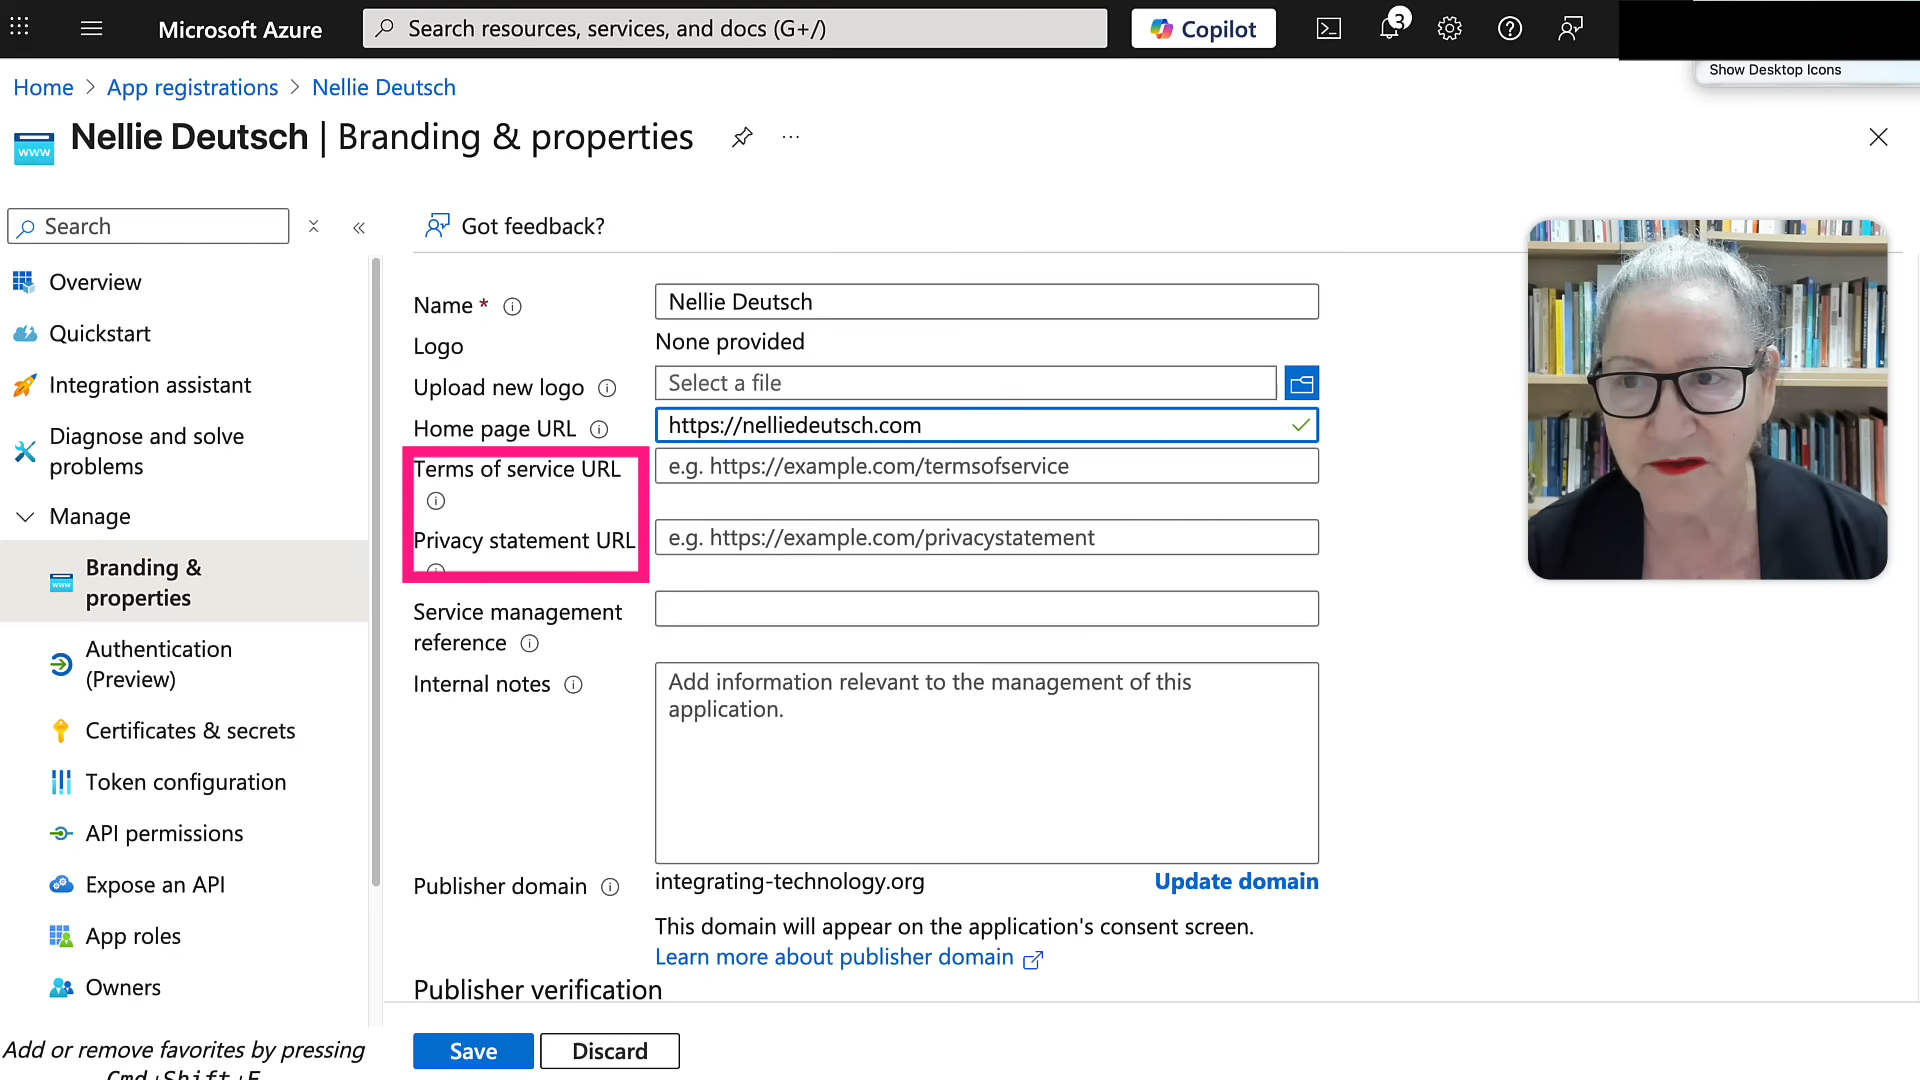 Microsoft Azure
Search resources, services, and docs (G+/)
Copilot
3
Show Desktop Icons
Home > App registrations > Nellie Deutsch
www
Nellie Deutsch | Branding & properties
Search
Got feedback?
Overview
Quickstart
Integration assistant
Diagnose and solve
problems
Manage
Branding &
properties
Authentication
(Preview)
Certificates & secrets
Token configuration
API permissions
Expose an API
App roles
Owners
Add or remove favorites by pressing
Cmd+Shift+F
Name *
Nellie Deutsch
Logo
None provided
Upload new logo
Select a file
Home page URL
https://nelliedeutsch.com
Terms of service URL
e.g. https://example.com/termsofservice
Privacy statement URL
e.g. https://example.com/privacystatement
Service management
reference
Internal notes
Add information relevant to the management of this
application.
Publisher domain
integrating-technology.org
Update domain
This domain will appear on the application's consent screen.
Learn more about publisher domain
Publisher verification
Save
Discard